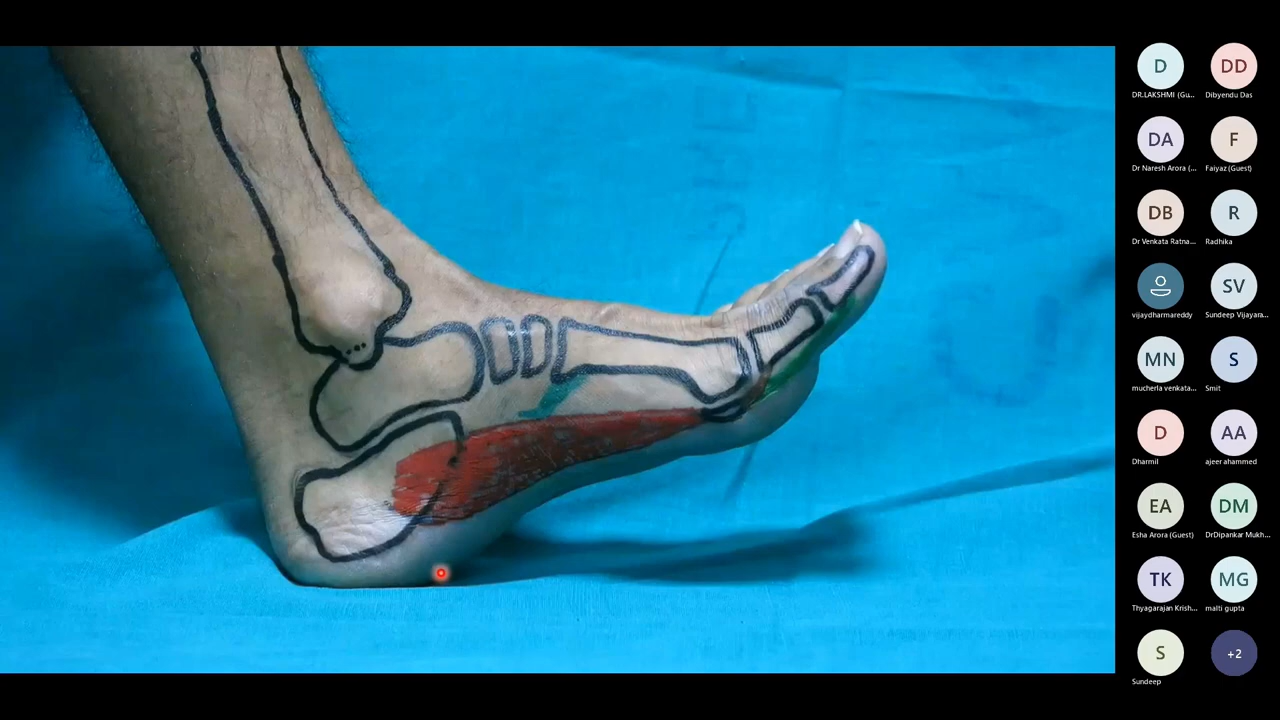 D
DD
DR.LAKSHMI (Gu...
Dibyendu Das
DA
F
Dr Naresh Arora (...
Faiyaz (Guest)
DB
R
Dr Venkata Ratna...
Radhika
SV
vijaydharmareddy
Sundeep Vijayara...
MN
S
mucherla venkata...
Smit
D
AA
Dharmil
ajeer ahammed
EA
DM
Esha Arora (Guest)
DrDipankar Mukh...
TK
MG
Thyagarajan Krish...
malti gupta
S
+2
Sundeep